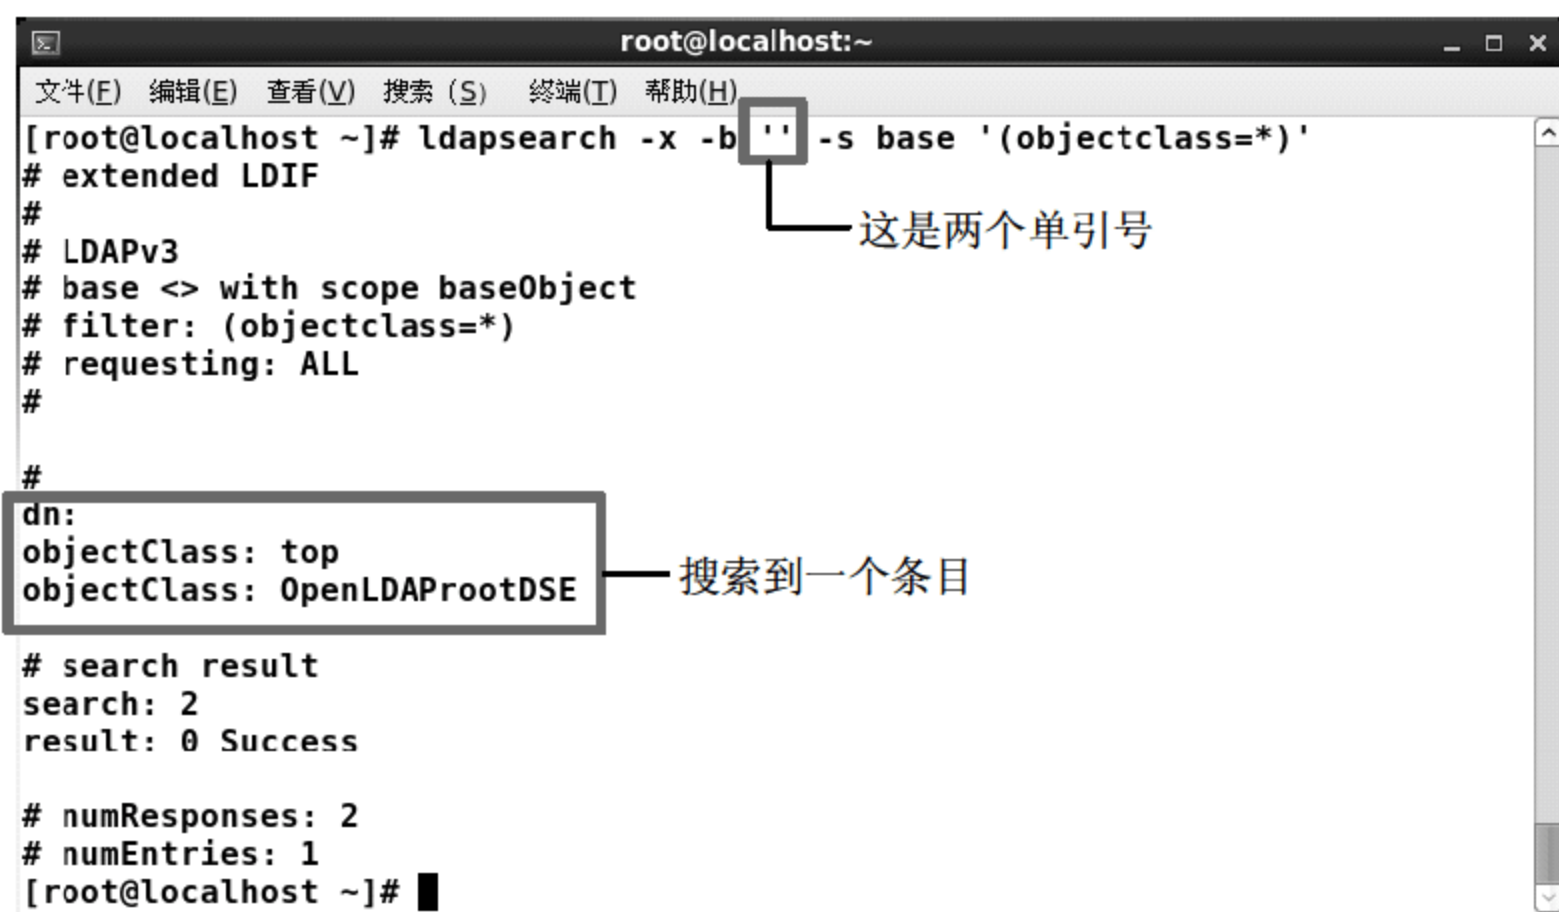 root@localhost:~
文件(F) 编辑(E) 查看(V) 搜索（S） 终端(T) 帮助(H)
[root@localhost ~]# ldapsearch -x -b '' -s base '(objectclass=*)'
# extended LDIF
#
这是两个单引号
# LDAPv3
# base <> with scope baseObject
# filter: (objectclass=*)
# requesting: ALL
#
#
dn:
objectClass: top
objectClass: OpenLDAProotDSE
搜索到一个条目
# search result
search: 2
result: 0 Success
# numResponses: 2
# numEntries: 1
[root@localhost ~]#